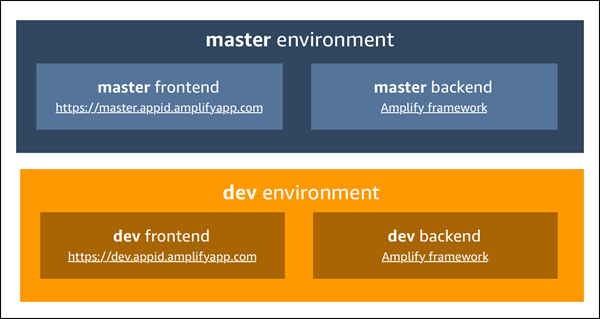 master environment
master frontend
https://master.appid.amplifyapp.com
master backend
Amplify framework
dev environment
dev frontend
https://dev.appid.amplifyapp.com
dev backend
Amplify framework